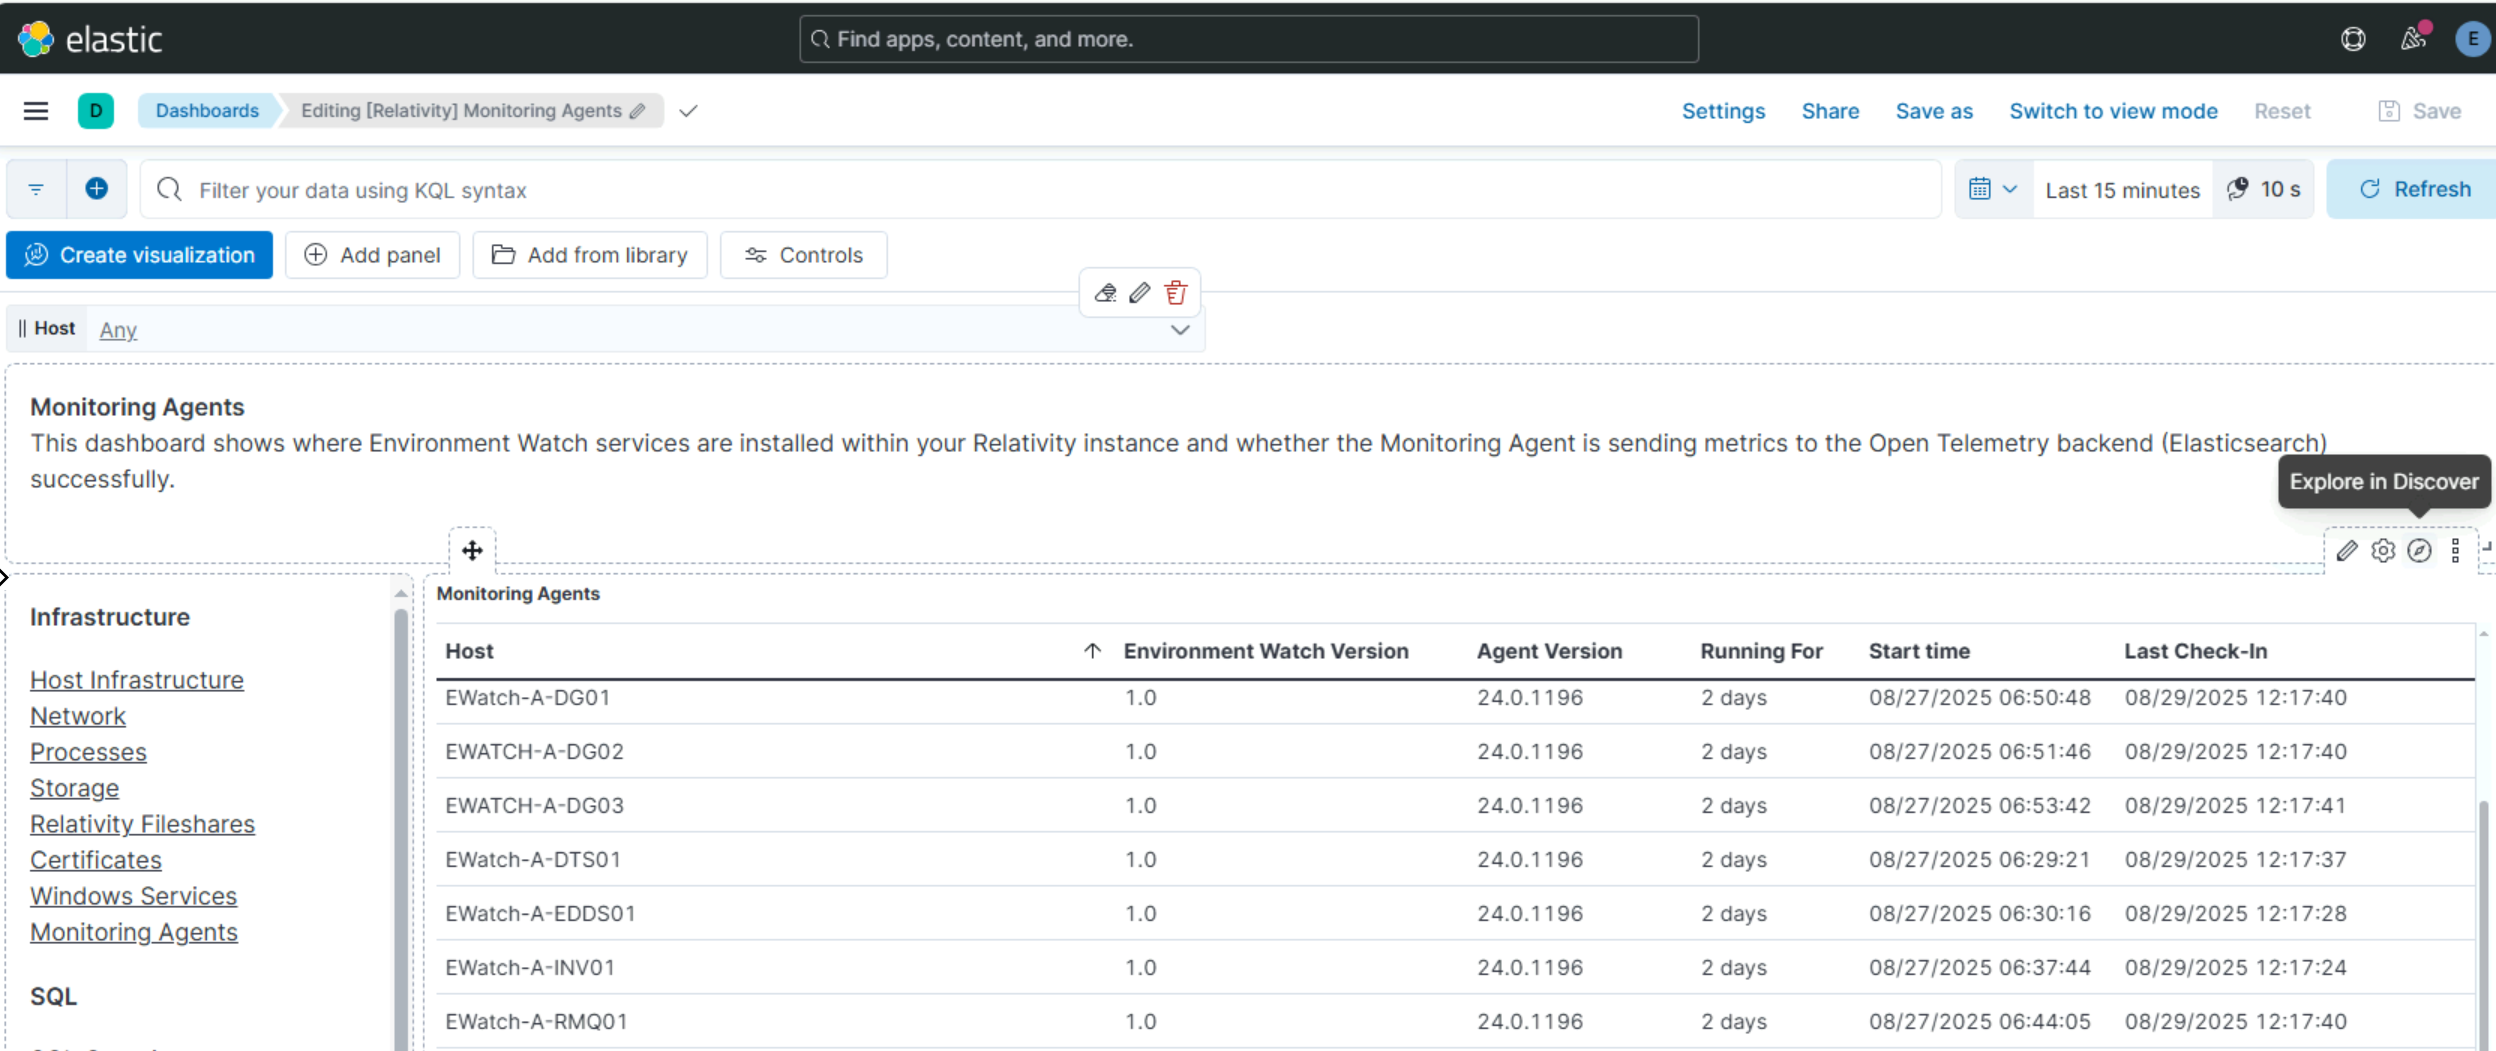 elastic
Find apps, content, and more.
E
D
Dashboards
Editing [Relativity] Monitoring Agents
Settings
Share
Save as
Switch to view mode
Reset
Save
Filter your data using KQL syntax
Last 15 minutes
10 s
Refresh
Create visualization
Add panel
Add from library
Controls
Host Any
Monitoring Agents
This dashboard shows where Environment Watch services are installed within your Relativity instance and whether the Monitoring Agent is sending metrics to the Open Telemetry backend (Elasticsearch)
successfully.
Explore in Discover
Infrastructure
Host Infrastructure
Network
Processes
Storage
Relativity Fileshares
Certificates
Windows Services
Monitoring Agents
SQL
Monitoring Agents
Host Environment Watch Version Agent Version Running For Start time Last Check-In
EWatch-A-DG01 1.0 24.0.1196 2 days 08/27/2025 06:50:48 08/29/2025 12:17:40
EWATCH-A-DG02 1.0 24.0.1196 2 days 08/27/2025 06:51:46 08/29/2025 12:17:40
EWATCH-A-DG03 1.0 24.0.1196 2 days 08/27/2025 06:53:42 08/29/2025 12:17:41
EWatch-A-DTS01 1.0 24.0.1196 2 days 08/27/2025 06:29:21 08/29/2025 12:17:37
EWatch-A-EDDS01 1.0 24.0.1196 2 days 08/27/2025 06:30:16 08/29/2025 12:17:28
EWatch-A-INV01 1.0 24.0.1196 2 days 08/27/2025 06:37:44 08/29/2025 12:17:24
EWatch-A-RMQ01 1.0 24.0.1196 2 days 08/27/2025 06:44:05 08/29/2025 12:17:40